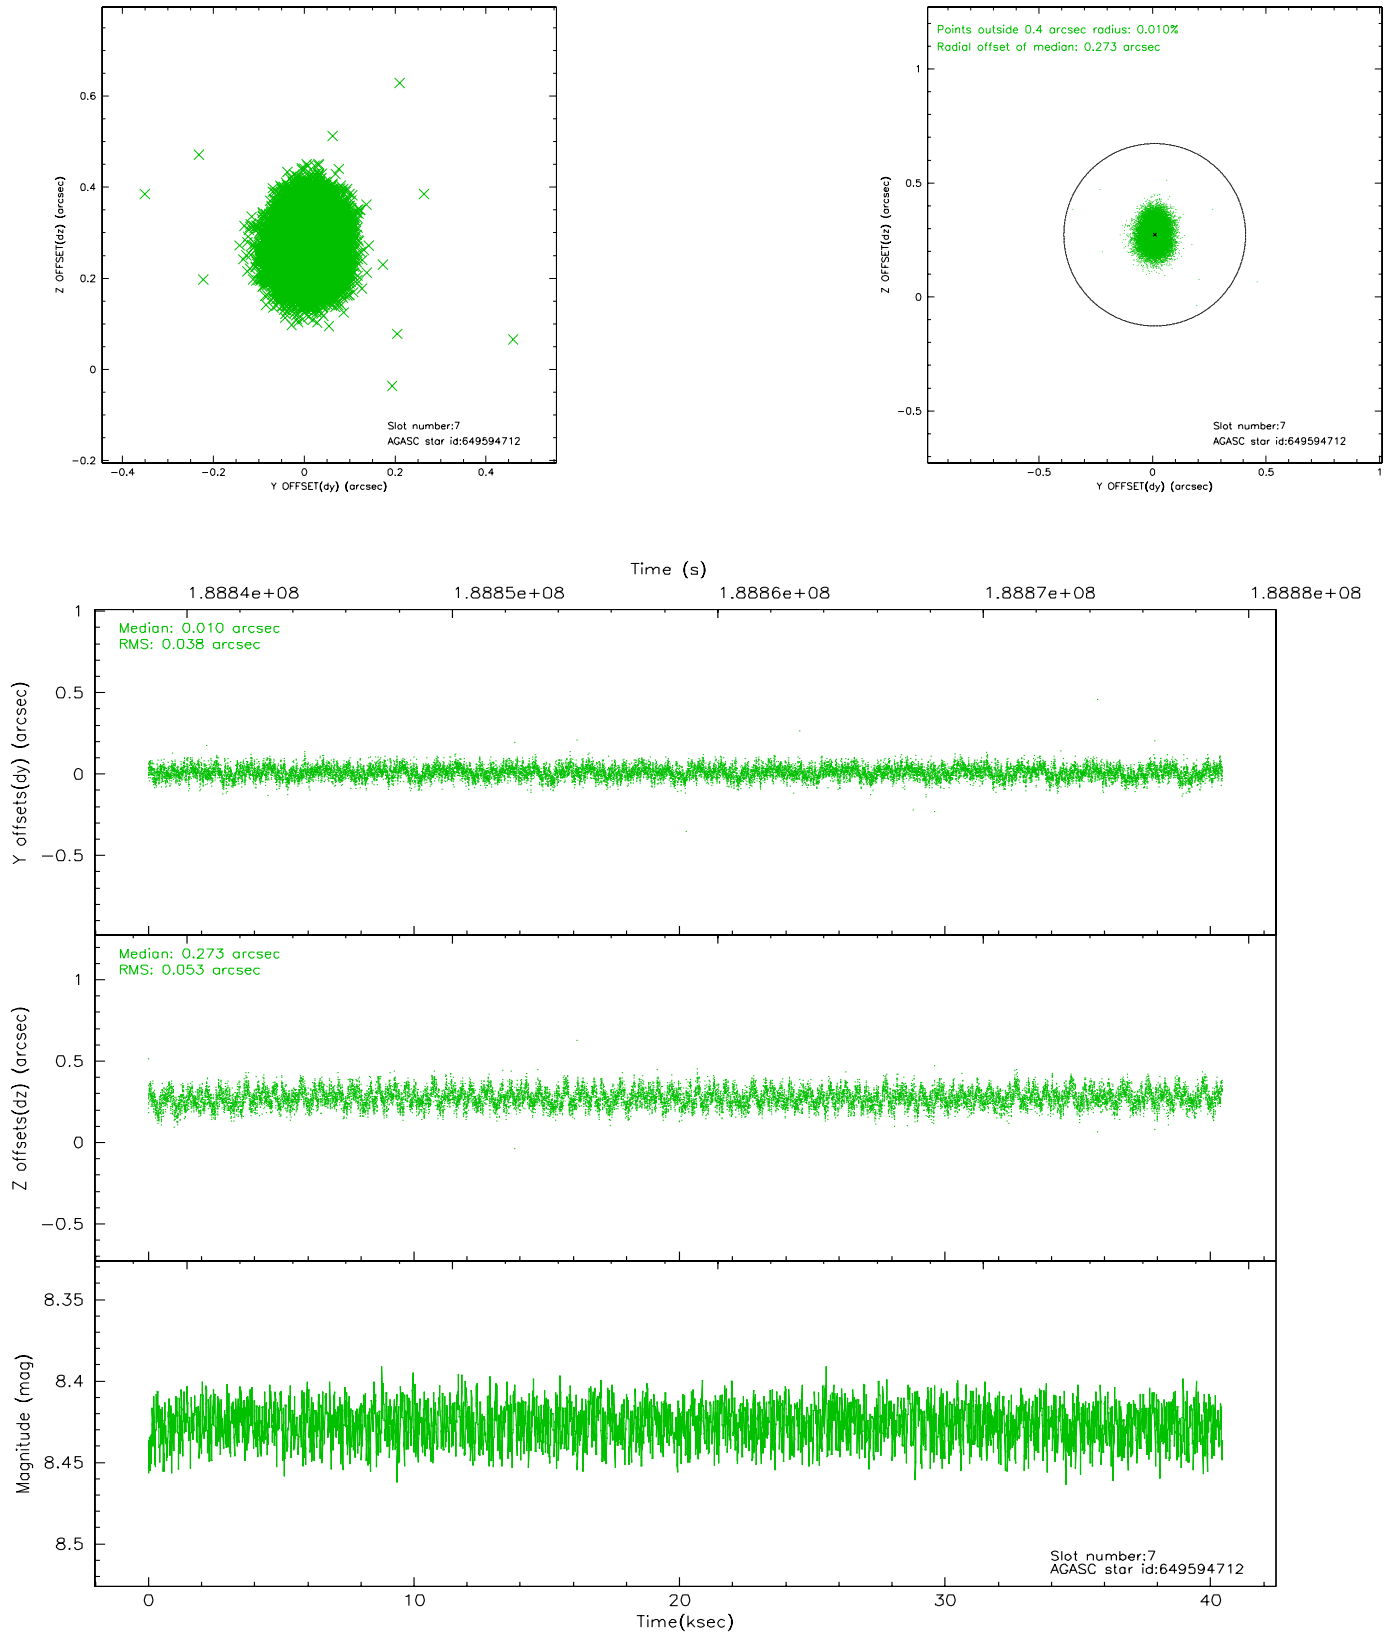 0.6
0.4
0.2
0
-0.2
Z OFFSET(dz) (arcsec)
Slot number:7
AGASC star id:649594712
-0.4 -0.2 0 0.2 0.4
Y OFFSET(dy) (arcsec)
Points outside 0.4 arcsec radius: 0.010%
Radial offset of median: 0.273 arcsec
1
0.5
0
-0.5
Z OFFSET(dz) (arcsec)
Slot number:7
AGASC star id:649594712
-0.5 0 0.5 1
Y OFFSET(dy) (arcsec)
Time (s)
1.8884e+08 1.8885e+08 1.8886e+08 1.8887e+08 1.8888e+08
Median: 0.010 arcsec
RMS: 0.038 arcsec
1
0.5
0
-0.5
Y offsets(dy) (arcsec)
Median: 0.273 arcsec
RMS: 0.053 arcsec
1
0.5
0
-0.5
Z offsets(dz) (arcsec)
8.35
8.4
8.45
8.5
Magnitude (mag)
Slot number:7
AGASC star id:649594712
0 10 20 30 40
Time(ksec)